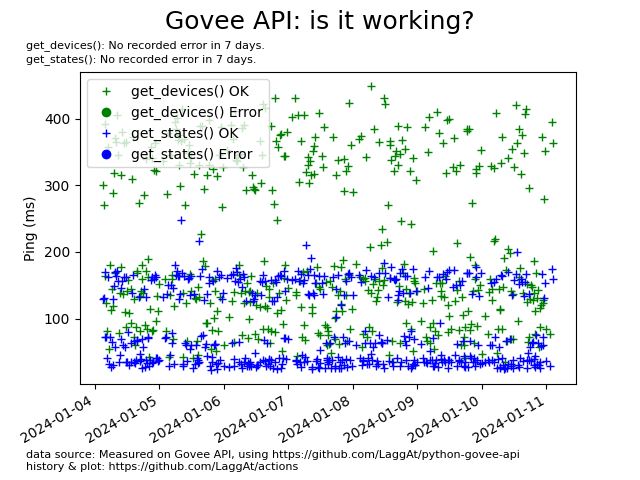 Govee API: is it working?
get_devices(): No recorded error in 7 days.
get_states(): No recorded error in 7 days.
get_devices() OK
get_devices() Error
get_states() OK
get_states() Error
Ping (ms)
400
300
200
100
2024-01-04
2024-01-05
2024-01-06
2024-01-07
2024-01-08
2024-01-09
2024-01-10
2024-01-11
data source: Measured on Govee API, using https://github.com/LaggAt/python-govee-api
history & plot: https://github.com/LaggAt/actions